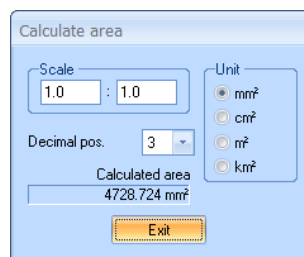 Calculate area
Scale
1.0 : 1.0
Unit
mm²
cm²
m²
km²
Decimal pos. 3
Calculated area
4728.724 mm²
Exit